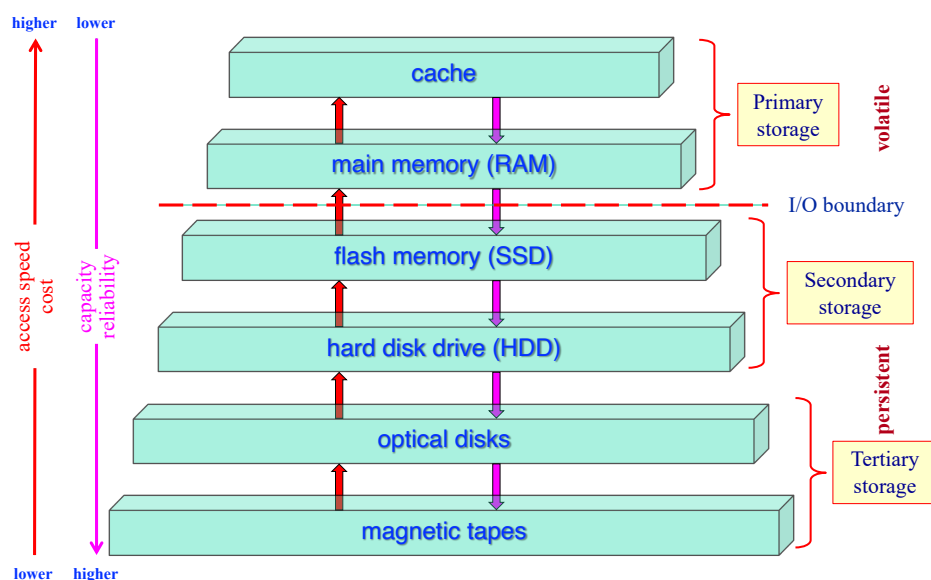 higher
lower
cache
Primary
storage
volatile
main memory (RAM)
I/O boundary
flash memory (SSD)
access speed
cost
capacity
reliability
Secondary
storage
hard disk drive (HDD)
persistent
optical disks
Tertiary
storage
magnetic tapes
lower
higher